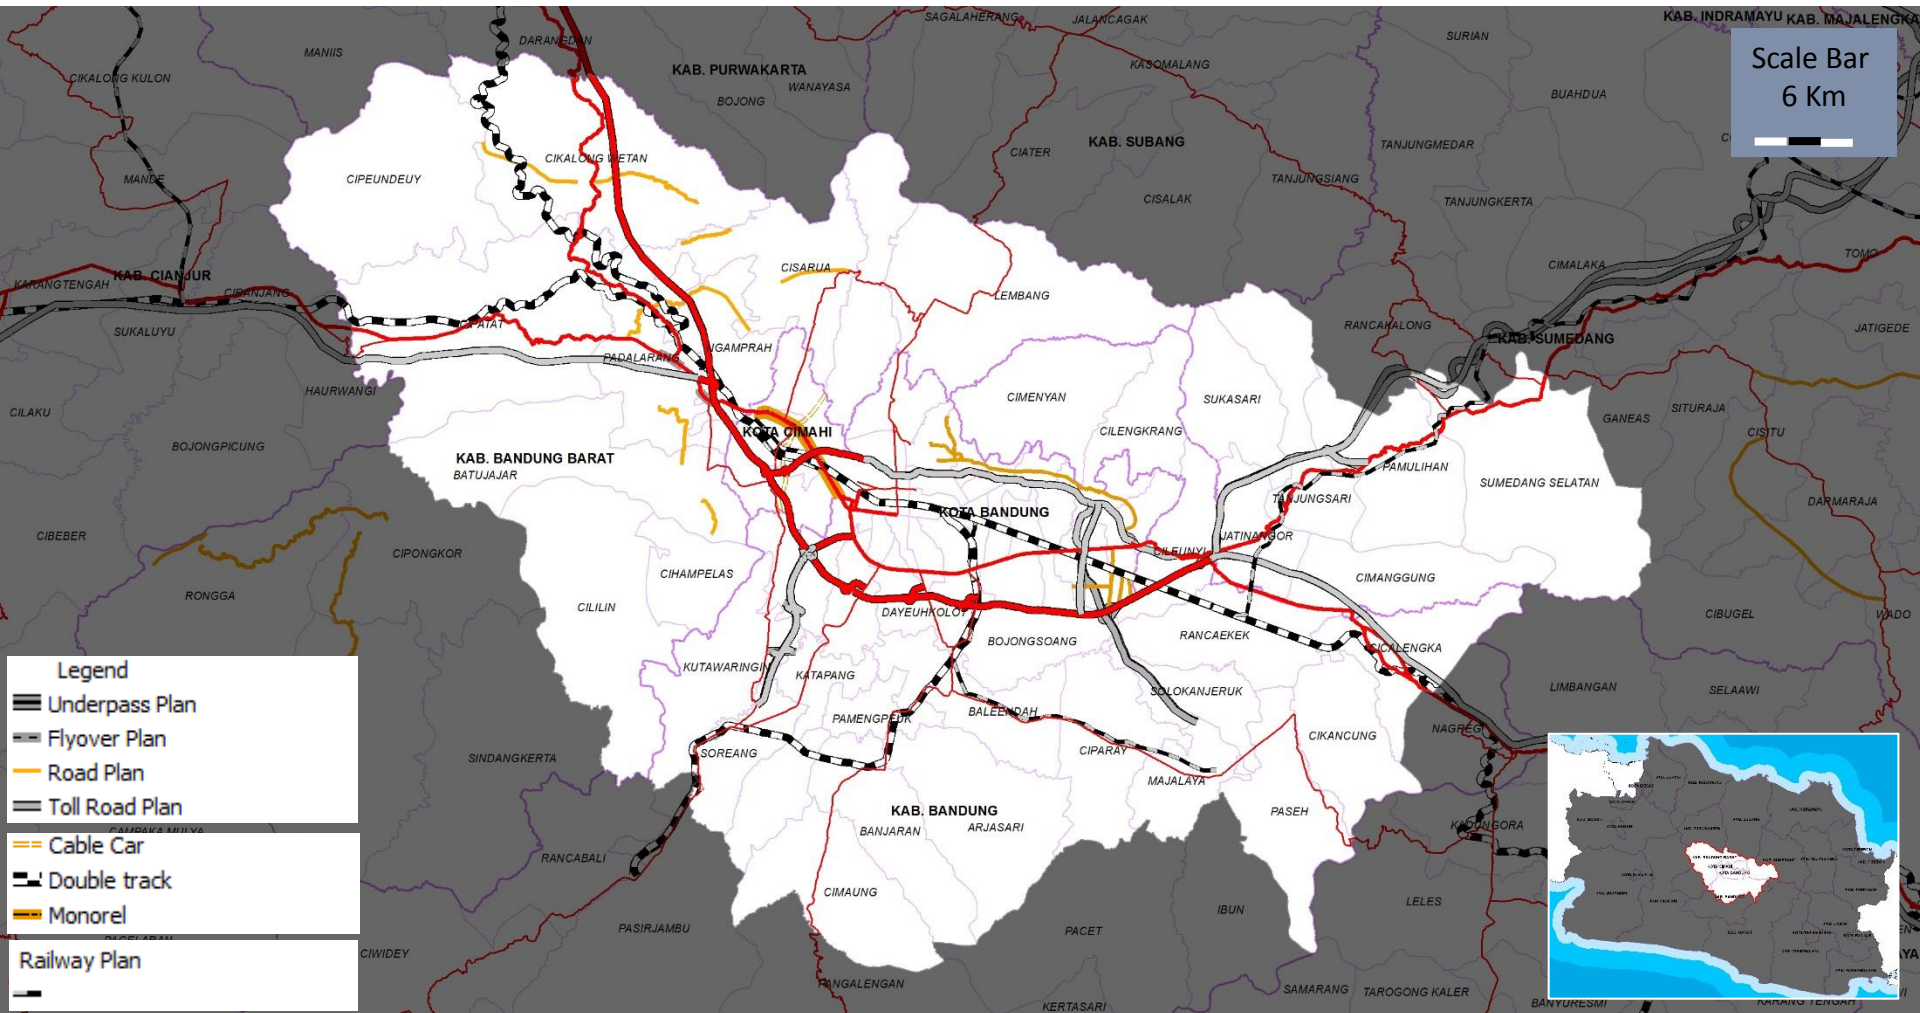 SAGALAHERANG
JALANCAGAK
KAB. INDRAMAYU
KAB. MAJALENGKA
DARANGDAN
MANIIS
SURIAN
Scale Bar
6 Km
CIKALONG KULON
KAB. PURWAKARTA
WANAYASA
BOJONG
KASOMALANG
BUAHDUA
KAB. SUBANG
CIATER
TANJUNGMEDAR
CIKALONG WETAN
CIPEUNDEUY
MANDE
TANJUNGSIANG
CISALAK
TANJUNGKERTA
KAB. CIANJUR
KARANGTENGAH
CIRANJANG
CISARUA
CIMALAKA
TOMO
LEMBANG
SUKALUYU
CIPATAT
RANCAKALONG
JATIGEDE
KAB. SUMEDANG
NGAMPRAH
PADALARANG
HAURWANGI
CILAKU
CIMENYAN
SUKASARI
SITURAJA
GANEAS
BOJONGPICUNG
KOTA CIMAHI
CILENGKRANG
CISITU
KAB. BANDUNG BARAT
BATUJAJAR
PAMULIHAN
SUMEDANG SELATAN
TANJUNGSARI
DARMARAJA
KOTA BANDUNG
CIBEBER
CIPONGKOR
JATINANGOR
CILEUNYI
CIHAMPELAS
CIMANGGUNG
RONGGA
CILILIN
DAYEUHKOLOT
CIBUGEL
WADO
BOJONGSOANG
RANCAEKEK
CICALENGKA
KUTAWARINGIN
KATAPANG
SOLOKANJERUK
LIMBANGAN
SELAAWI
PAMENGPEUK
BALEENDAH
NAGREG
CIKANCUNG
SOREANG
SINDANGKERTA
CIPARAY
MAJALAYA
KAB. BANDUNG
PASEH
BANJARAN
ARJASARI
KADUNGORA
RANCABALI
CIMAUNG
LELES
IBUN
PASIRJAMBU
PACET
CIWIDEY
PANGALENGAN
SAMARANG
TAROGONG KALER
KERTASARI
BANYURESMI
KARANG TENGAH
Legend
Underpass Plan
Flyover Plan
Road Plan
Toll Road Plan
CAMPAKA MULYA
Cable Car
Double track
Monorel
PAGELARAN
Railway Plan